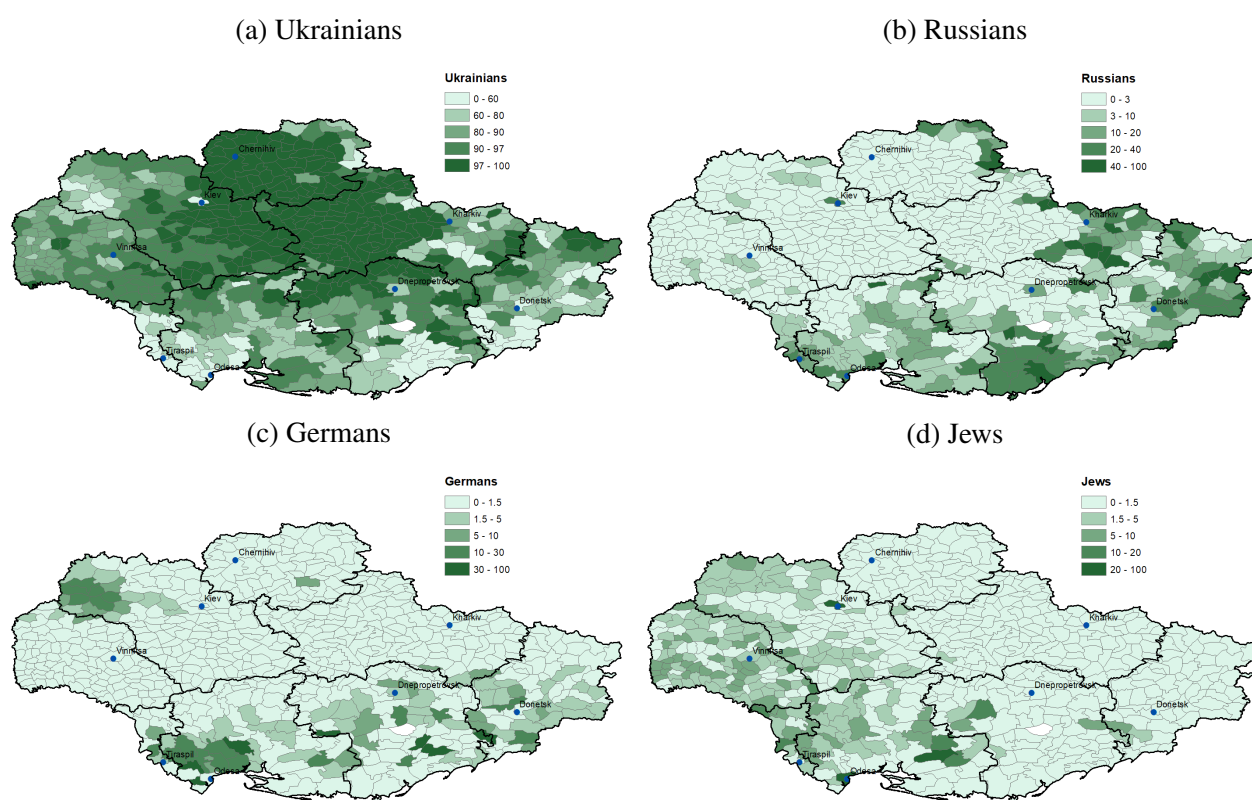 (a) Ukrainians
Ukrainians
0 - 60
60 - 80
80 - 90
90 - 97
97 - 100
Chernihiv
Kiev
Kharkiv
Vinnitsa
Dnepropetrovsk
Donetsk
Tiraspil
Odesa
(b) Russians
Russians
0 - 3
3 - 10
10 - 20
20 - 40
40 - 100
Chernihiv
Kiev
Kharkiv
Vinnitsa
Dnepropetrovsk
Donetsk
Tiraspil
Odesa
(c) Germans
Germans
0 - 1.5
1.5 - 5
5 - 10
10 - 30
30 - 100
Chernihiv
Kiev
Kharkiv
Vinnitsa
Dnepropetrovsk
Donetsk
Tiraspil
Odesa
(d) Jews
Jews
0 - 1.5
1.5 - 5
5 - 10
10 - 20
20 - 100
Chernihiv
Kiev
Kharkiv
Vinnitsa
Dnepropetrovsk
Donetsk
Tiraspil
Odesa